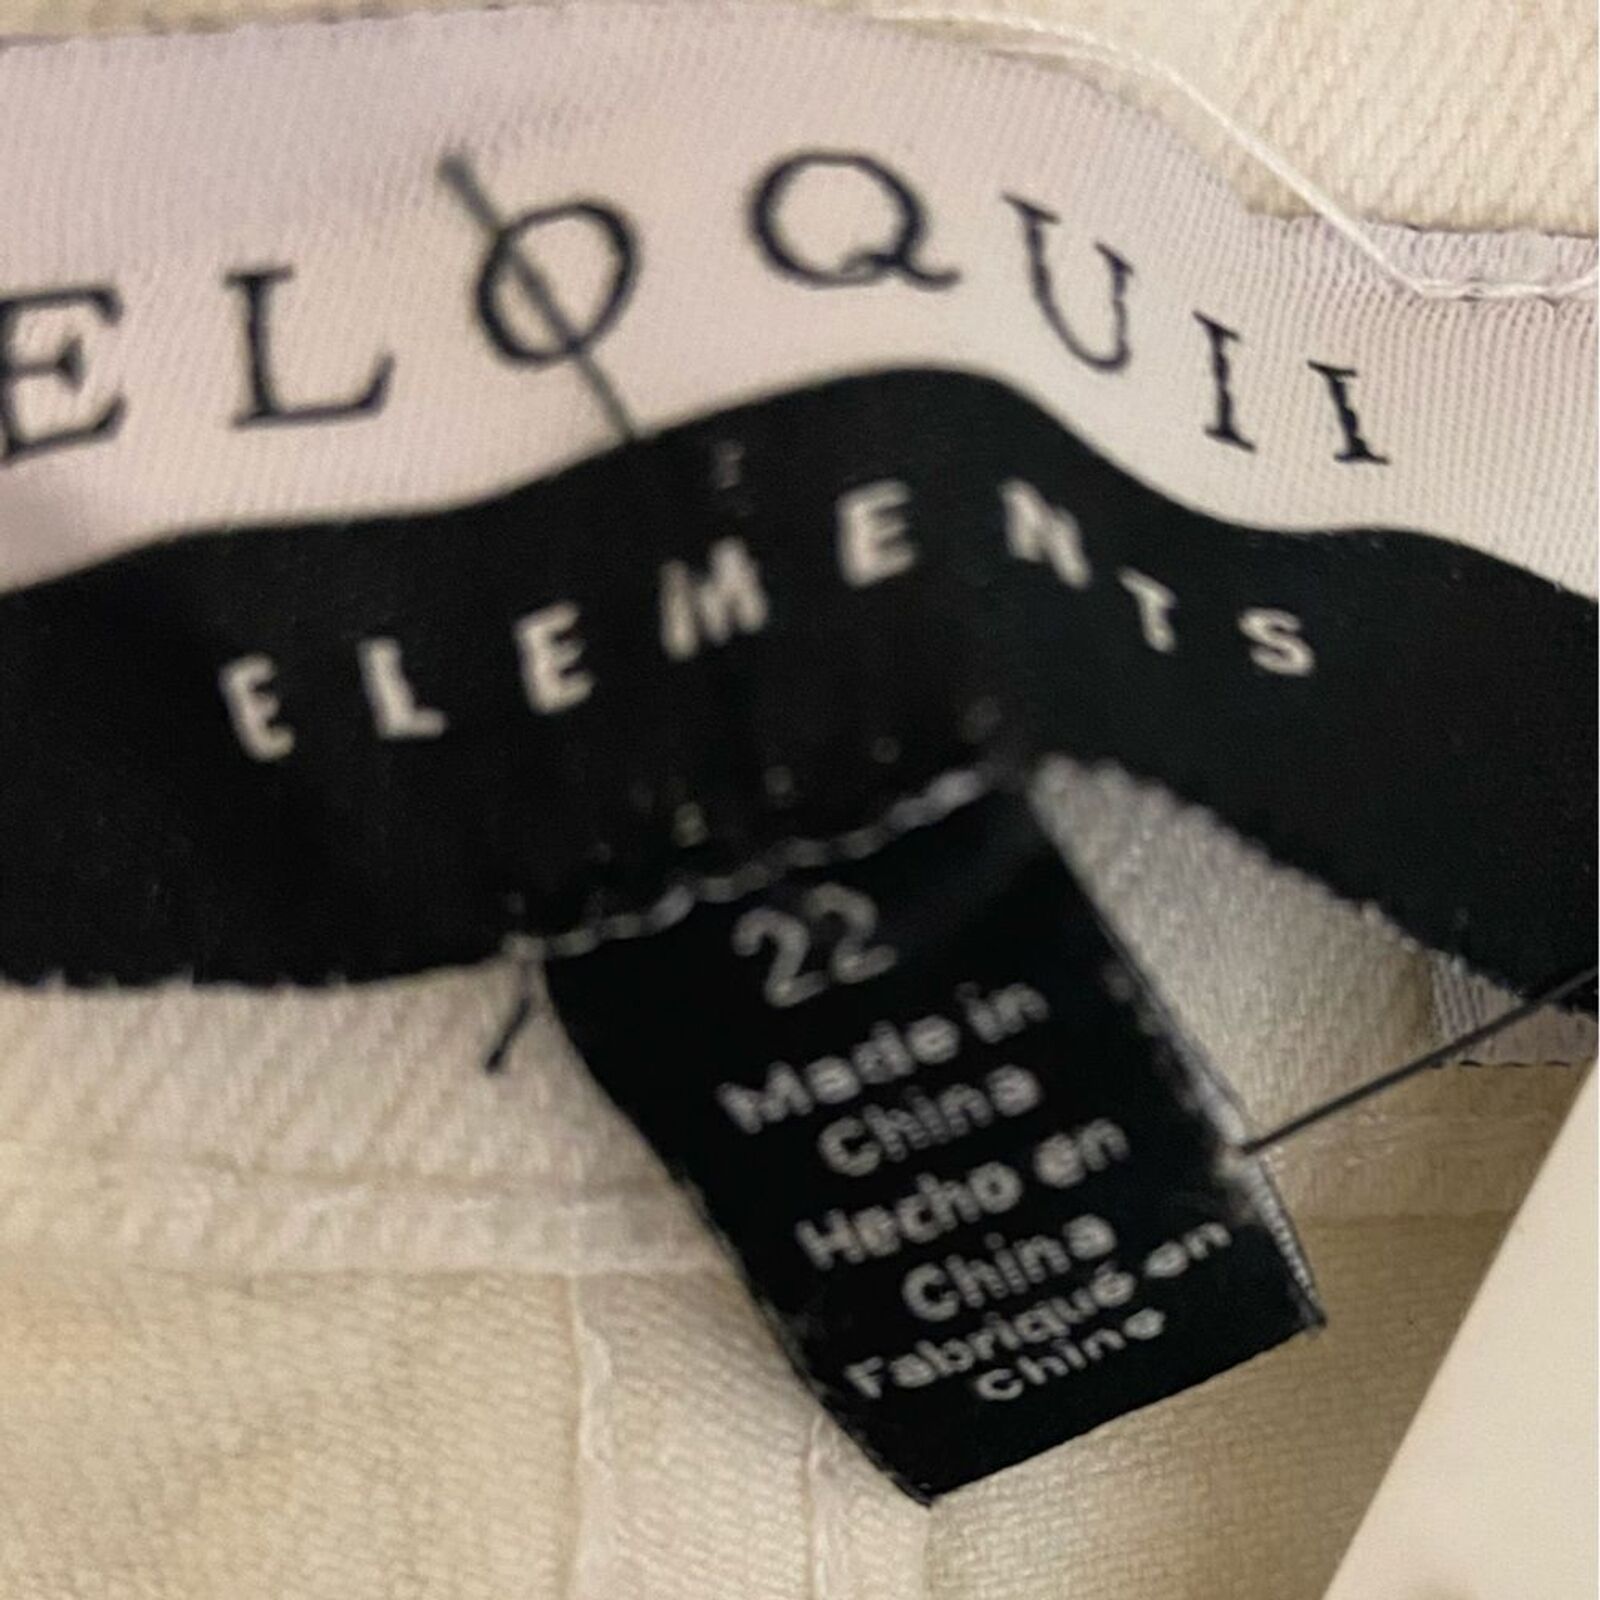 ELOQUII
ELEMENTS
22
Made in
China
Hecho en
China
Fabriqué en
Chine